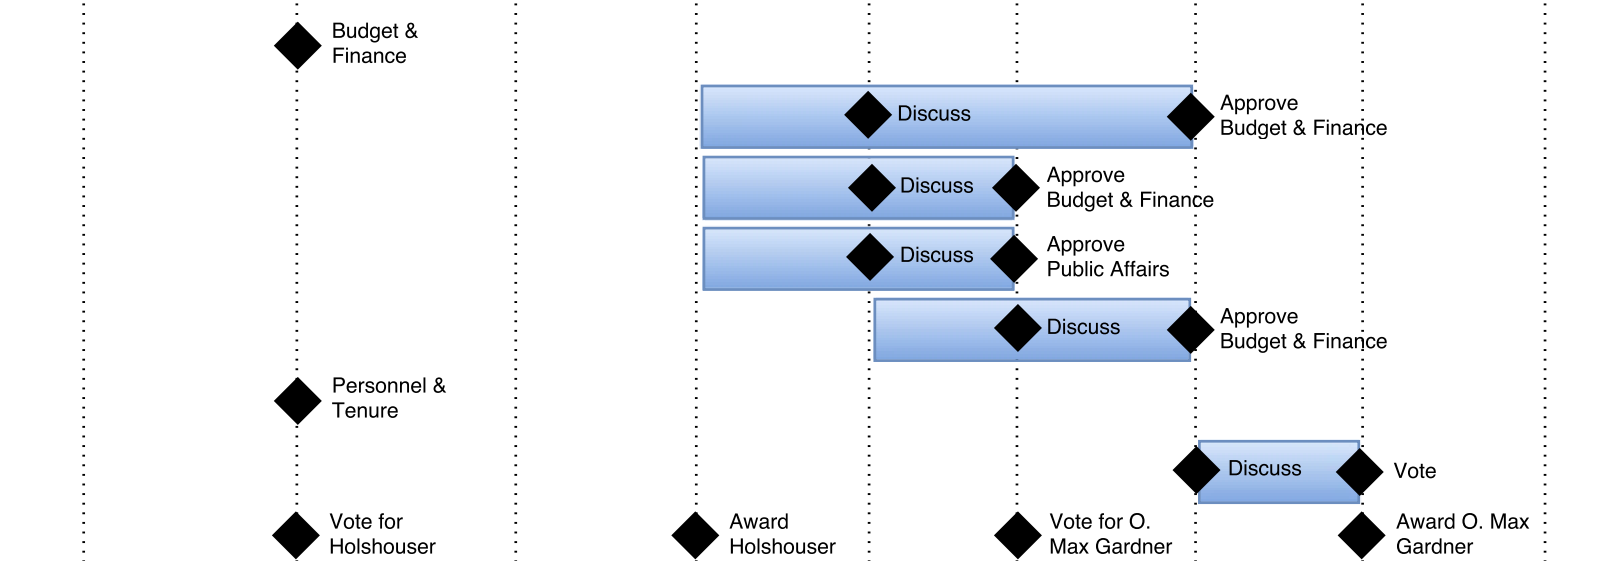 Budget &
Finance
Discuss
Approve
Budget & Finance
Discuss
Approve
Budget & Finance
Discuss
Approve
Public Affairs
Discuss
Approve
Budget & Finance
Personnel &
Tenure
Discuss
Vote
Vote for
Holshouser
Award
Holshouser
Vote for O.
Max Gardner
Award O. Max
Gardner